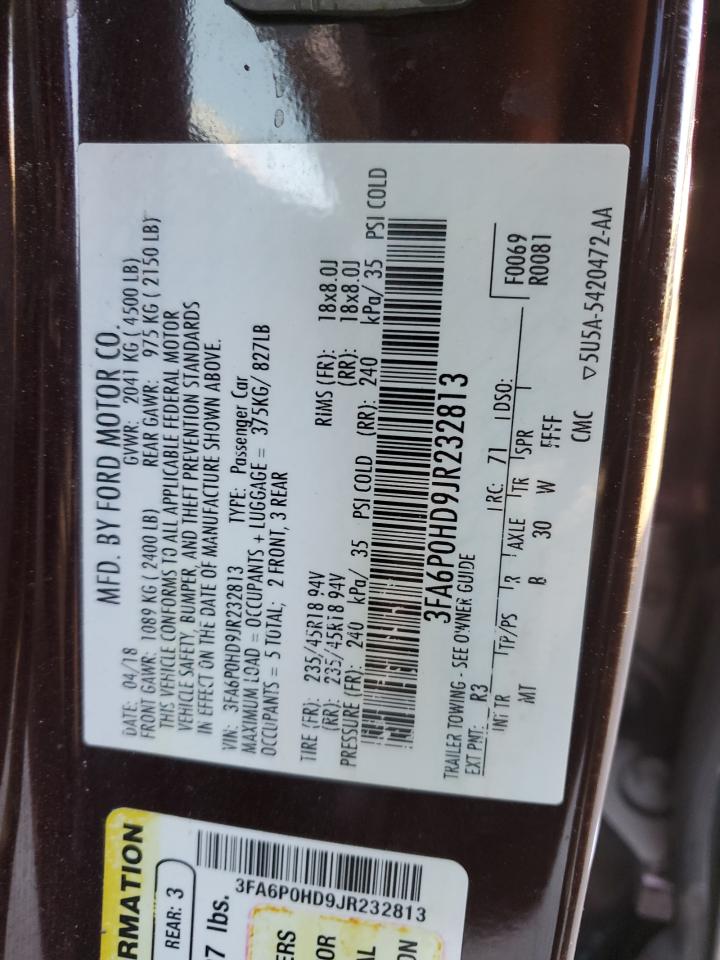 MFD. BY FORD MOTOR CO.
DATE: 04/18 GVWR: 2041 KG ( 4500 LB)
FRONT GAWR: 1089 KG ( 2400 LB) REAR GAWR: 975 KG ( 2150 LB)
THIS VEHICLE CONFORMS TO ALL APPLICABLE FEDERAL MOTOR
VEHICLE SAFETY, BUMPER, AND THEFT PREVENTION STANDARDS
IN EFFECT ON THE DATE OF MANUFACTURE SHOWN ABOVE.
VIN: 3FA6P0HD9JR232813 TYPE: Passenger Car
MAXIMUM LOAD = OCCUPANTS + LUGGAGE = 375KG/ 827LB
OCCUPANTS = 5 TOTAL; 2 FRONT, 3 REAR
TIRE (FR): 235/45R18 94V RIMS (FR): 18x8.0J
(RR): 235/45R18 94V (RR): 18x8.0J
PRESSURE (FR): 240 kPa/ 35 PSI COLD (RR): 240 kPa/ 35 PSI COLD
3FA6P0HD9JR232813
TRAILER TOWING - SEE OWNER GUIDE
EXT PNT: R3 RC: 71 DSO: F0069
R0081
INT TR TP/PS R AXLE TR SPR
MT B 30 W FFFF
CMC ▽5U5A-5420472-AA
RMATION
REAR: 3
7 lbs.
3FA6P0HD9JR232813
ERS
OR
AL
ON